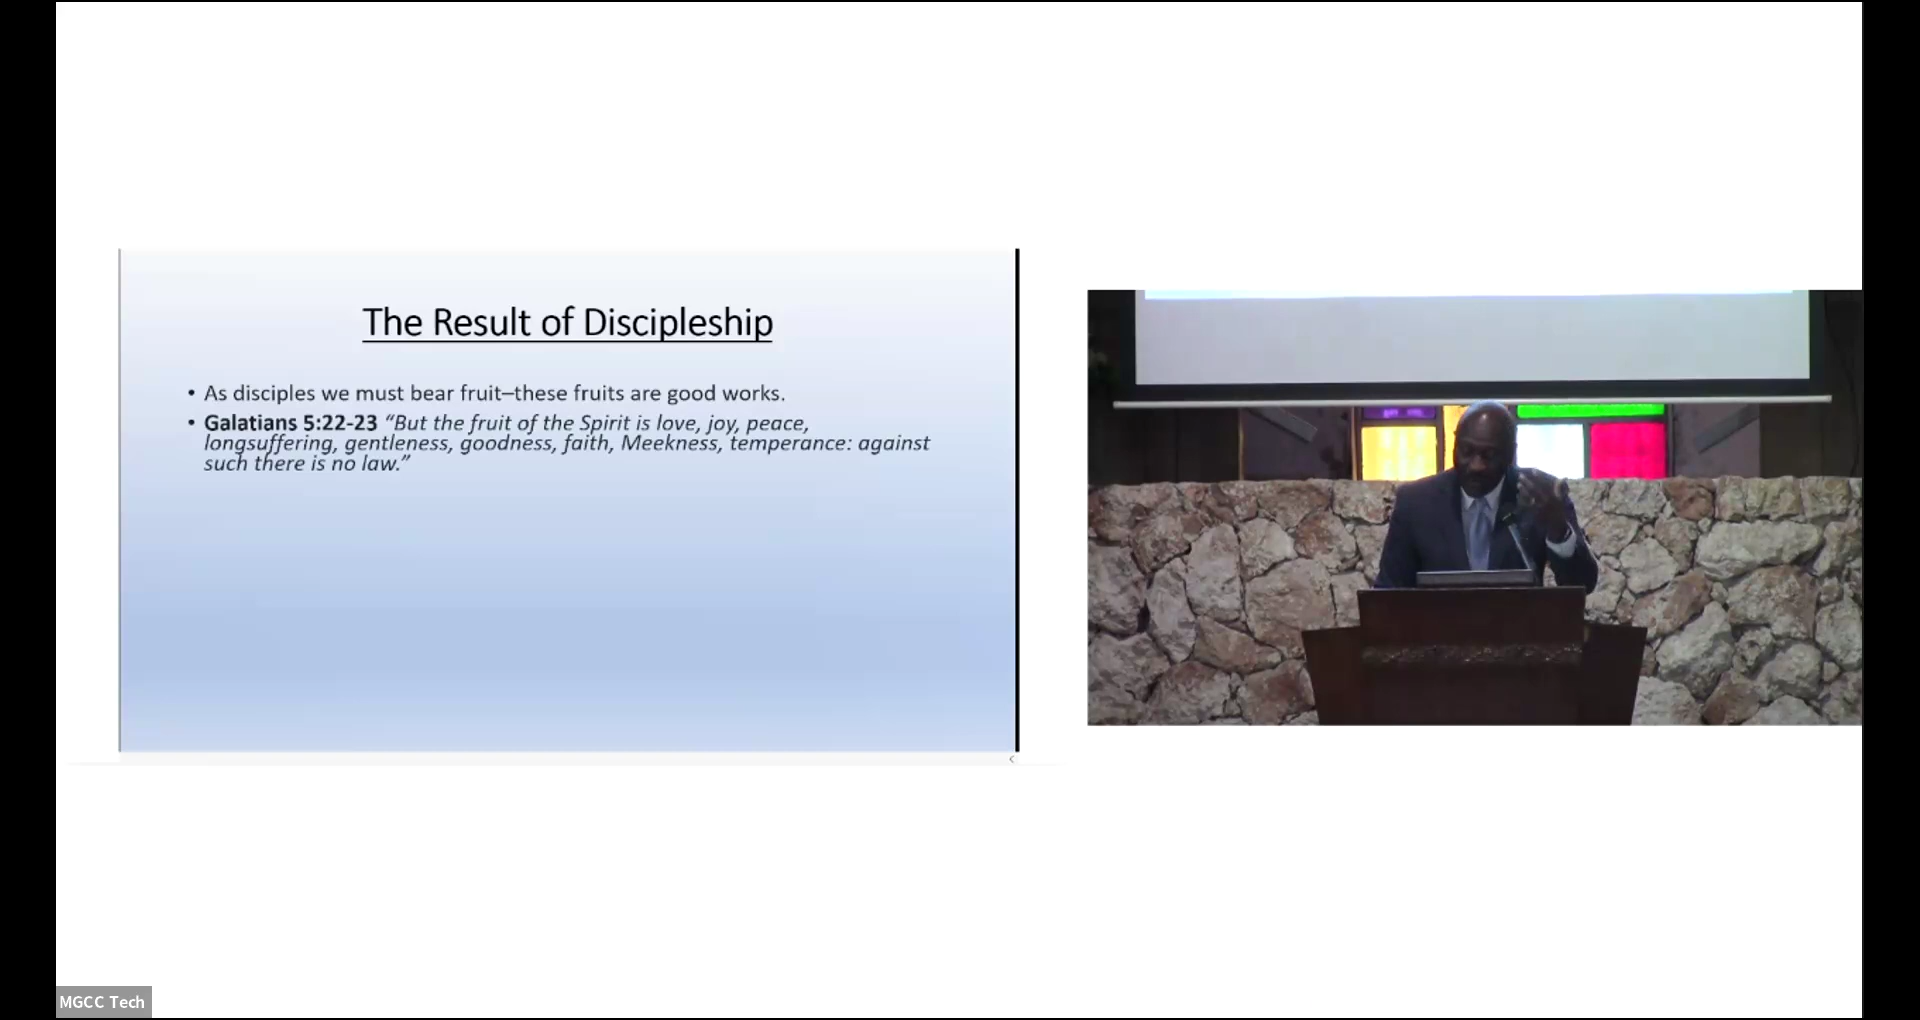 The Result of Discipleship
• As disciples we must bear fruit–these fruits are good works.
• Galatians 5:22-23 “But the fruit of the Spirit is love, joy, peace,
longsuffering, gentleness, goodness, faith, Meekness, temperance: against
such there is no law.”
MGCC Tech